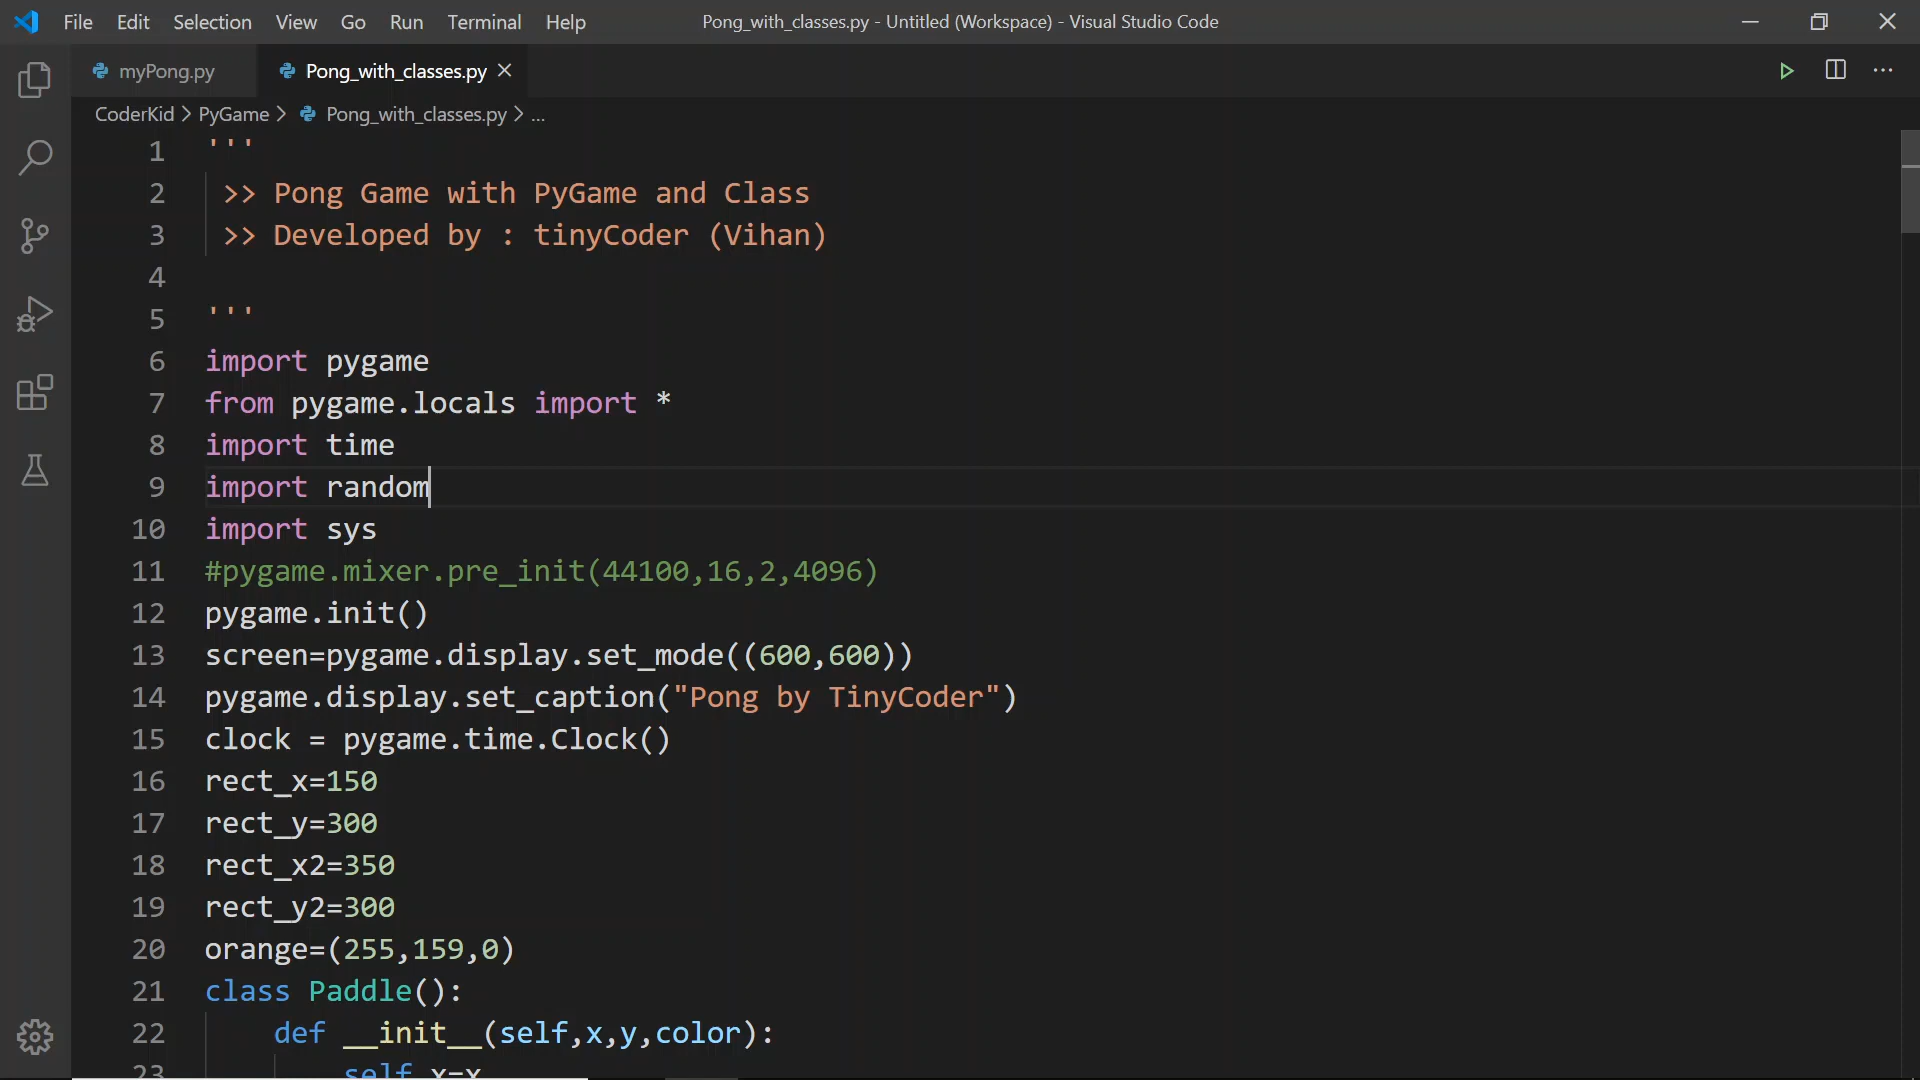 File Edit Selection View Go Run Terminal Help Pong_with_classes.py - Untitled (Workspace) - Visual Studio Code
myPong.py Pong_with_classes.py
CoderKid > PyGame > Pong_with_classes.py > ...
1 '''
2 >> Pong Game with PyGame and Class
3 >> Developed by : tinyCoder (Vihan)
4
5 '''
6 import pygame
7 from pygame.locals import *
8 import time
9 import random
10 import sys
11 #pygame.mixer.pre_init(44100,16,2,4096)
12 pygame.init()
13 screen=pygame.display.set_mode((600,600))
14 pygame.display.set_caption("Pong by TinyCoder")
15 clock = pygame.time.Clock()
16 rect_x=150
17 rect_y=300
18 rect_x2=350
19 rect_y2=300
20 orange=(255,159,0)
21 class Paddle():
22 def __init__(self,x,y,color):
23 self.x=x